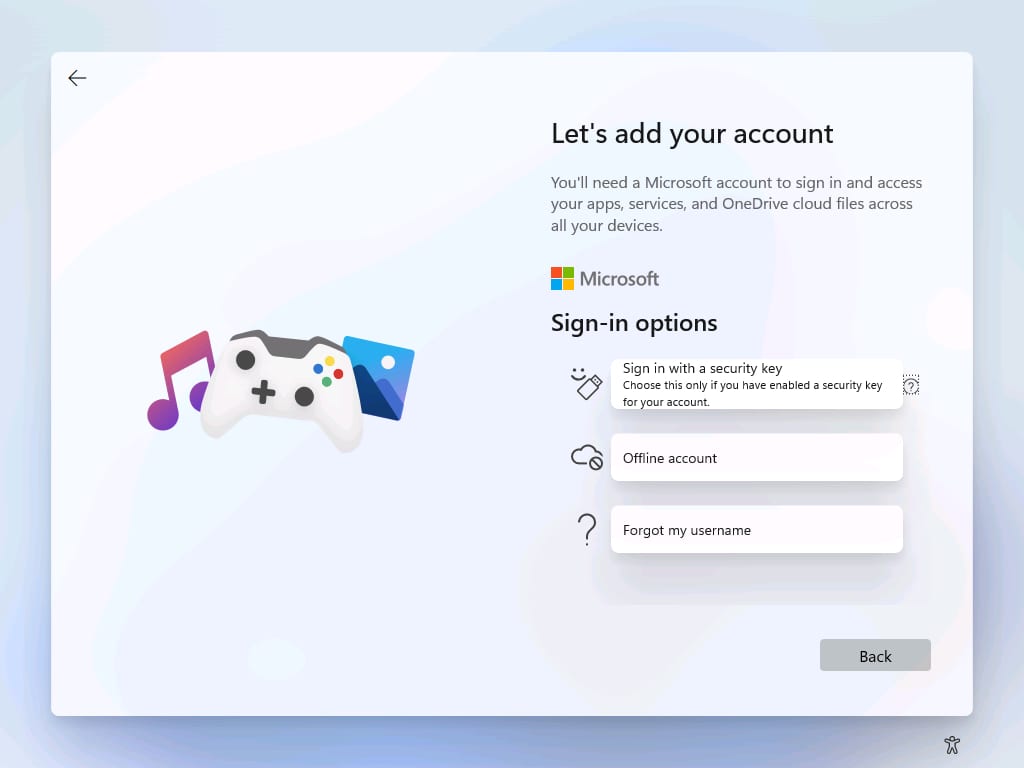 Let's add your account
You'll need a Microsoft account to sign in and access
your apps, services, and OneDrive cloud files across
all your devices.
Microsoft
Sign-in options
Sign in with a security key
Choose this only if you have enabled a security key
for your account.
Offline account
Forgot my username
Back